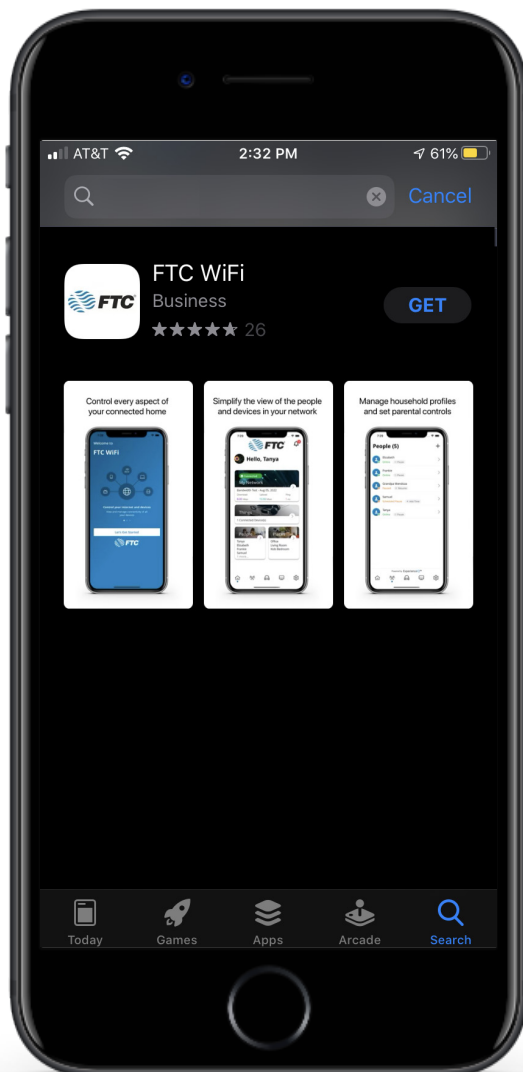 AT&T
2:32 PM
61%
Cancel
FTC WiFi
Business
26
GET
FTC
Control every aspect of
your connected home
FTC WiFi
FTC
Simplify the view of the people
and devices in your network
FTC
Hello, Tanya
Manage household profiles
and set parental controls
People (5)
Today
Games
Apps
Arcade
Search